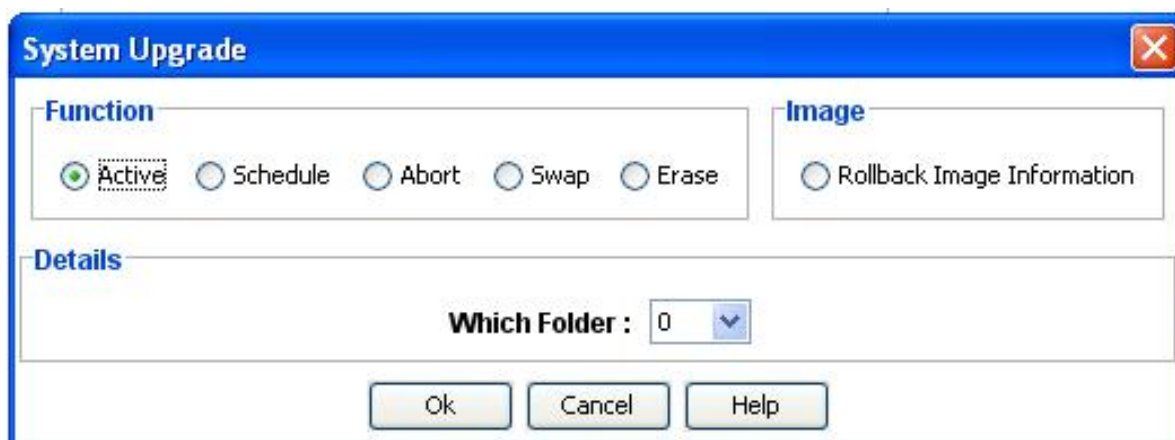 System Upgrade
Function
Active Schedule Abort Swap Erase
Image
Rollback Image Information
Details
Which Folder : 0
Ok Cancel Help